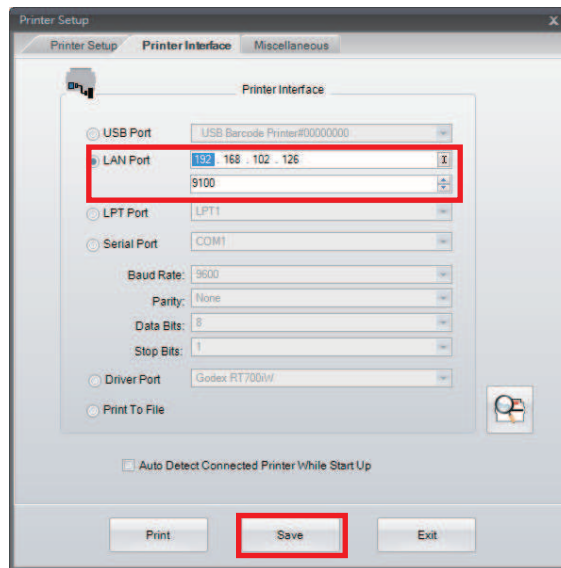 Printer Setup X
Printer Setup Printer Interface Miscellaneous
Printer Interface
USB Port USB Barcode Printer#00000000
LAN Port 192 . 168 . 102 . 126 X
9100
LPT Port LPT1
Serial Port COM1
Baud Rate: 9600
Parity: None
Data Bits: 8
Stop Bits: 1
Driver Port Godex RT700iW
Print To File
Auto Detect Connected Printer While Start Up
Print Save Exit